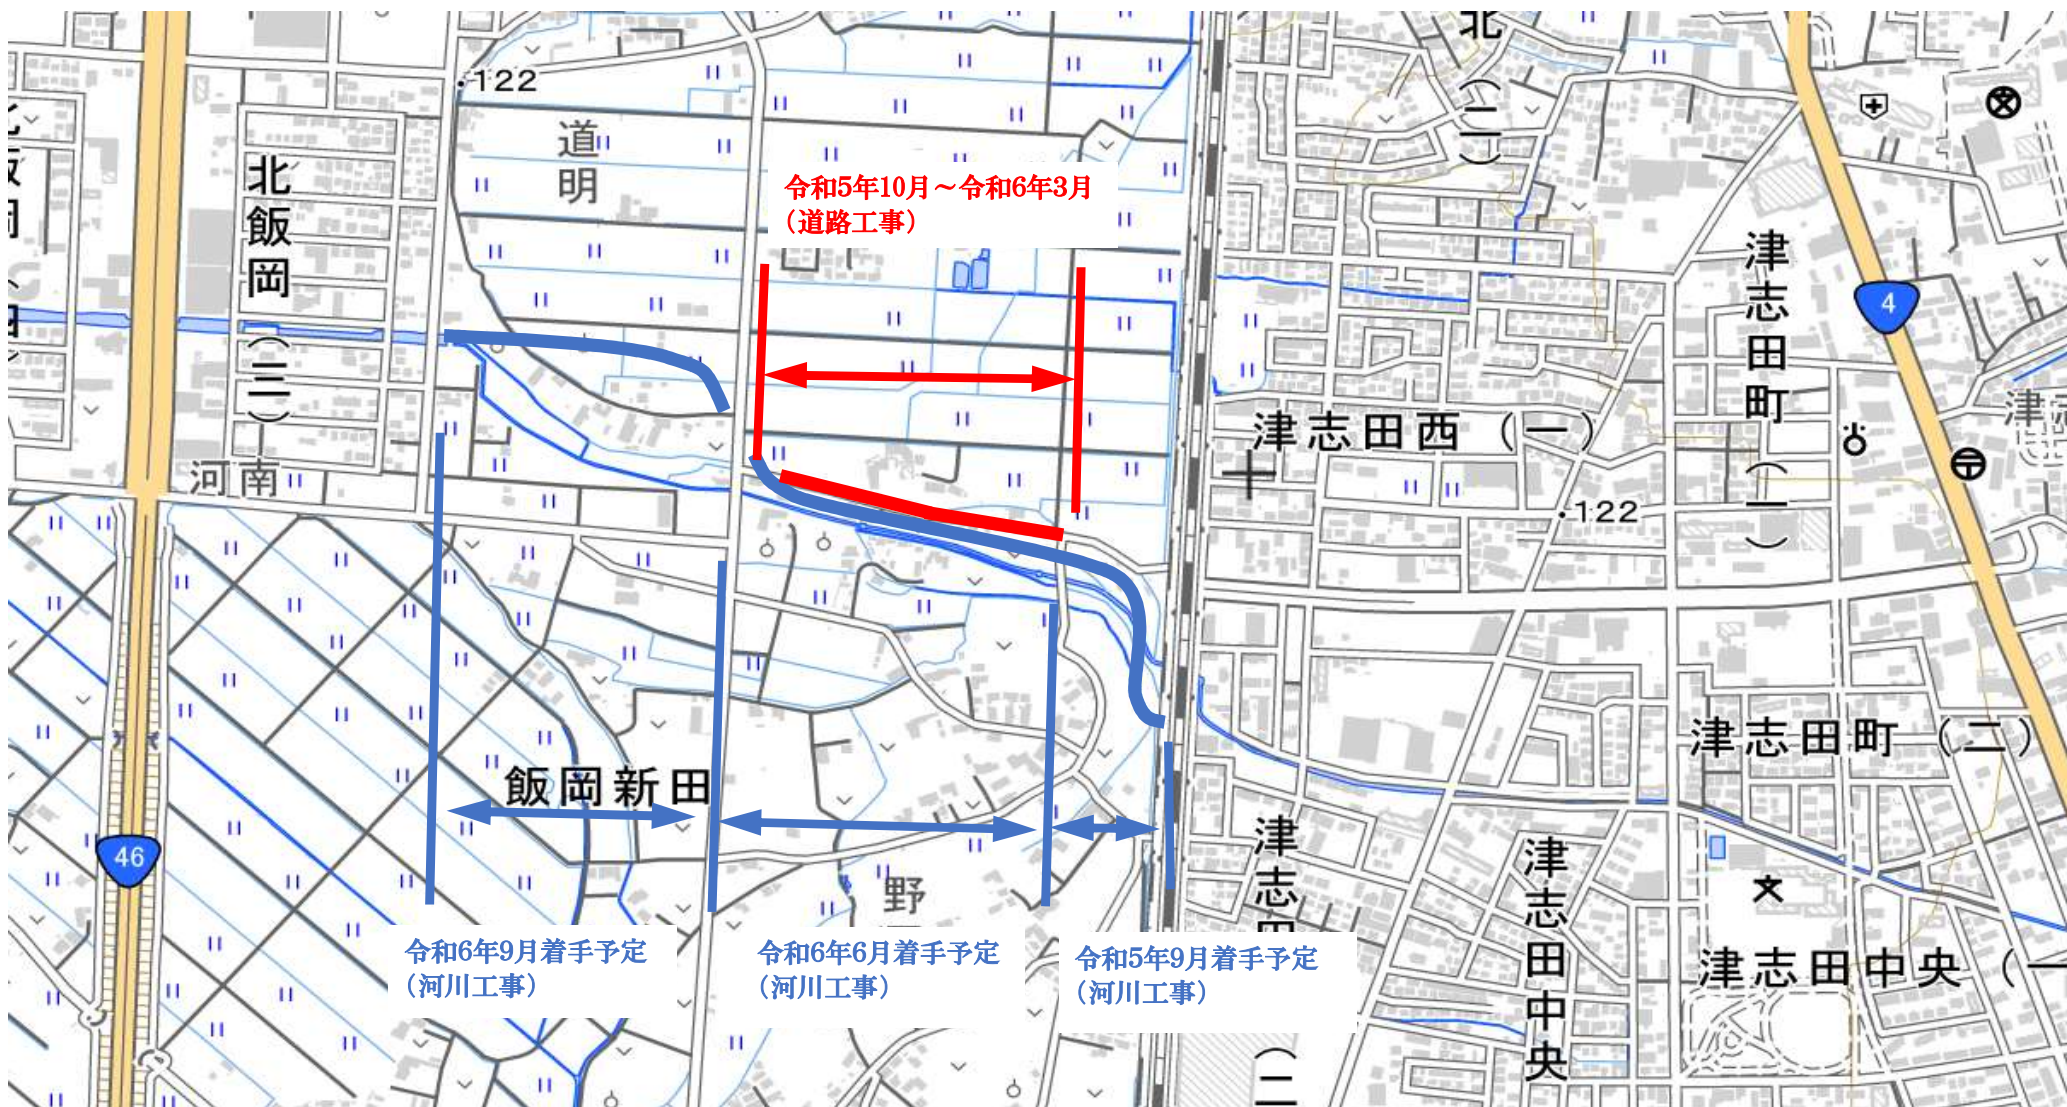 北
(二)
122
道明
北飯岡(三)
令和5年10月～令和6年3月
(道路工事)
津志田町(一)
4
津志田西(一)
河南
122
津志田町(二)
飯岡新田
46
野
津志田
津志田中央
津志田中央(一
令和6年9月着手予定
(河川工事)
令和6年6月着手予定
(河川工事)
令和5年9月着手予定
(河川工事)
(二